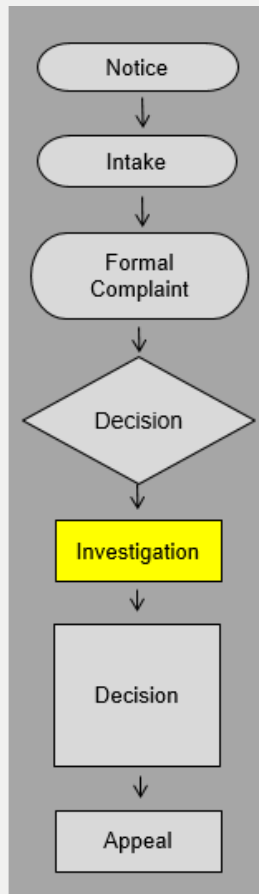 Notice
Intake
Formal
Complaint
Decision
Investigation
Decision
Appeal